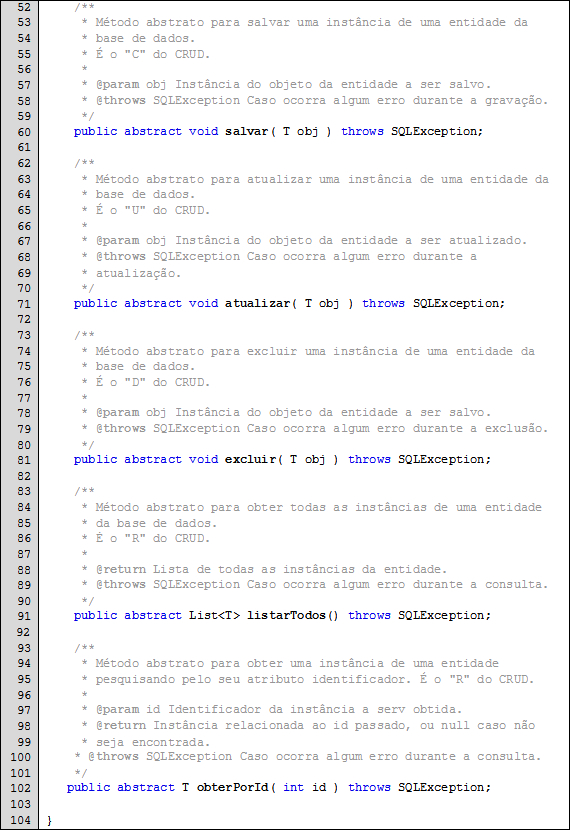 52     /**
53      * Método abstrato para salvar uma instância de uma entidade da
54      * base de dados.
55      * É o "C" do CRUD.
56      *
57      * @param obj Instância do objeto da entidade a ser salvo.
58      * @throws SQLException Caso ocorra algum erro durante a gravação.
59      */
60     public abstract void salvar( T obj ) throws SQLException;
61
62     /**
63      * Método abstrato para atualizar uma instância de uma entidade da
64      * base de dados.
65      * É o "U" do CRUD.
66      *
67      * @param obj Instância do objeto da entidade a ser atualizado.
68      * @throws SQLException Caso ocorra algum erro durante a
69      * atualização.
70      */
71     public abstract void atualizar( T obj ) throws SQLException;
72
73     /**
74      * Método abstrato para excluir uma instância de uma entidade da
75      * base de dados.
76      * É o "D" do CRUD.
77      *
78      * @param obj Instância do objeto da entidade a ser salvo.
79      * @throws SQLException Caso ocorra algum erro durante a exclusão.
80      */
81     public abstract void excluir( T obj ) throws SQLException;
82
83     /**
84      * Método abstrato para obter todas as instâncias de uma entidade
85      * da base de dados.
86      * É o "R" do CRUD.
87      *
88      * @return Lista de todas as instâncias da entidade.
89      * @throws SQLException Caso ocorra algum erro durante a consulta.
90      */
91     public abstract List<T> listarTodos() throws SQLException;
92
93     /**
94      * Método abstrato para obter uma instância de uma entidade
95      * pesquisando pelo seu atributo identificador. É o "R" do CRUD.
96      *
97      * @param id Identificador da instância a serv obtida.
98      * @return Instância relacionada ao id passado, ou null caso não
99      * seja encontrada.
100     * @throws SQLException Caso ocorra algum erro durante a consulta.
101     */
102    public abstract T obterPorId( int id ) throws SQLException;
103
104 }